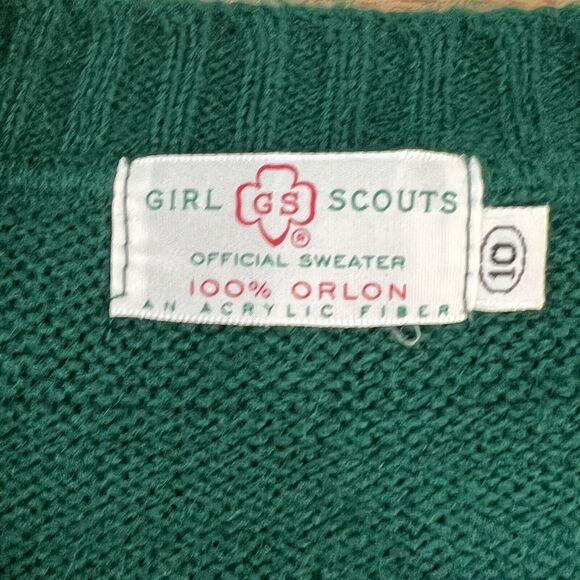 GIRL GS SCOUTS
®
OFFICIAL SWEATER
100% ORLON
AN ACRYLIC FIBER
10